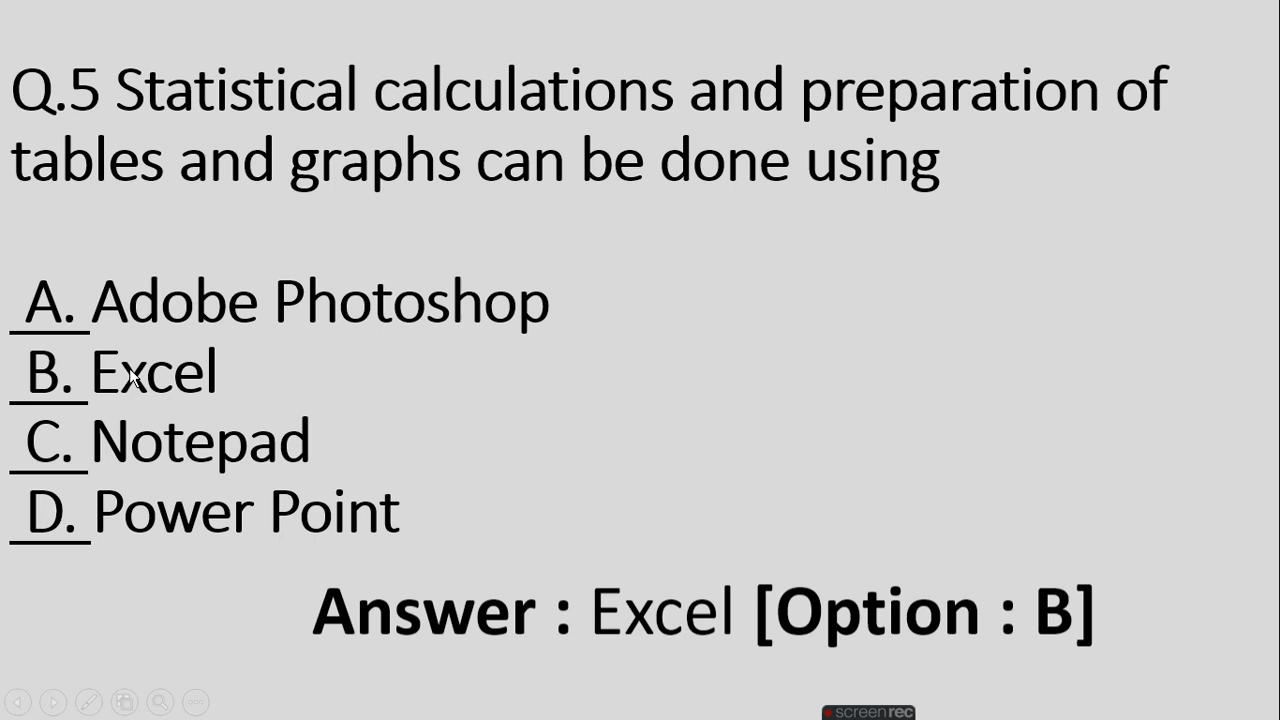 Q.5 Statistical calculations and preparation of
tables and graphs can be done using
A. Adobe Photoshop
B. Excel
C. Notepad
D. Power Point
Answer : Excel [Option : B]
screenrec